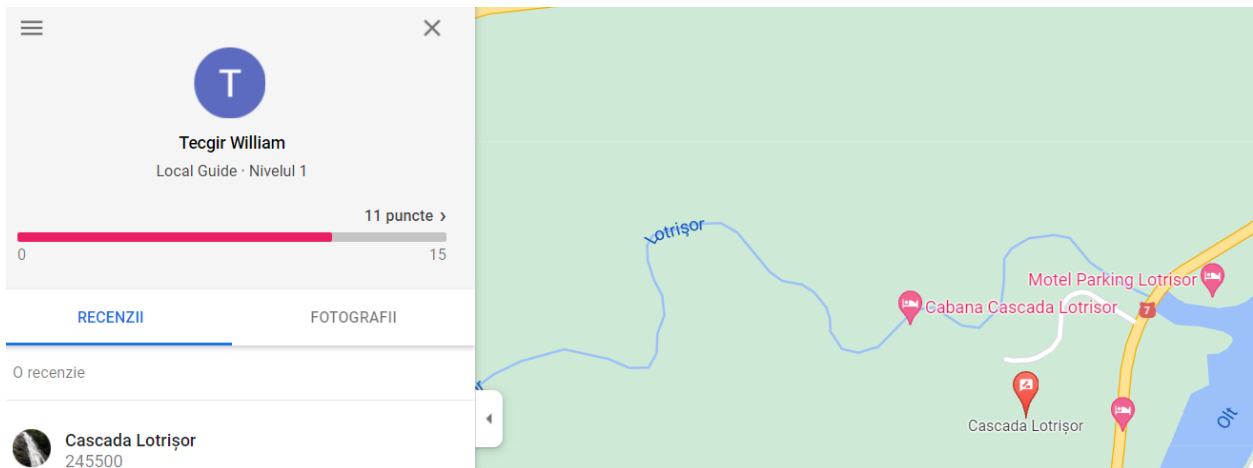 T
Tecgir William
Local Guide · Nivelul 1
11 puncte ›
0
15
RECENZII
FOTOGRAFII
O recenzie
Cascada Lotrișor
245500
Lotrișor
Motel Parking Lotrisor
Cabana Cascada Lotrisor
7
Cascada Lotrișor
Olt